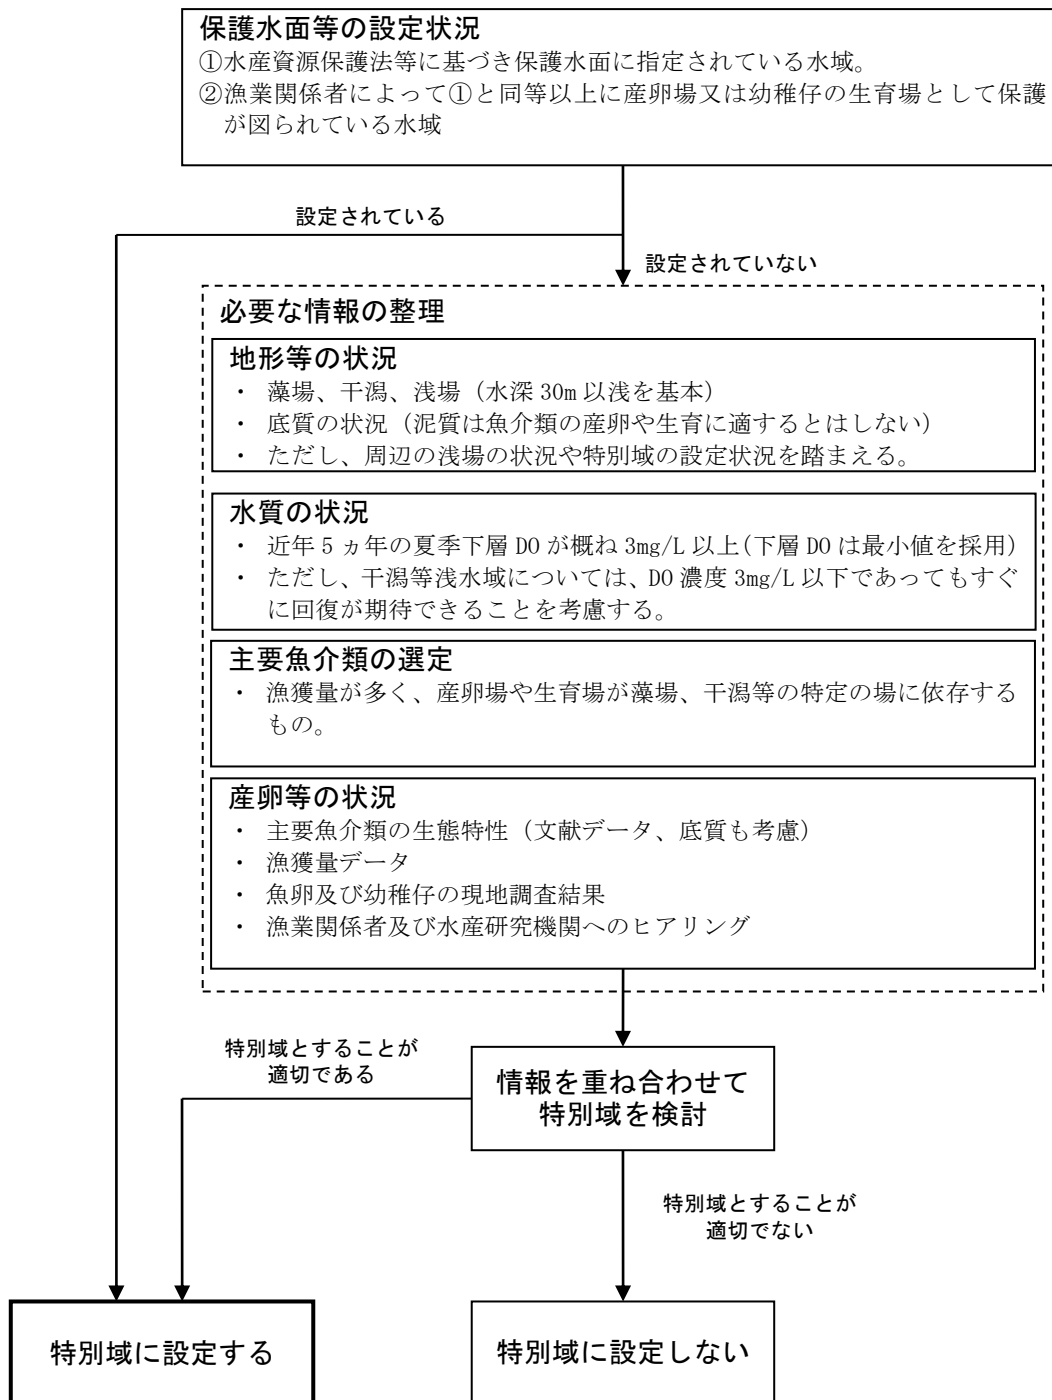 保護水面等の設定状況
①水産資源保護法等に基づき保護水面に指定されている水域。
②漁業関係者によって①と同等以上に産卵場又は幼稚仔の生育場として保護
が図られている水域
設定されている
設定されていない
必要な情報の整理
地形等の状況
・ 藻場、干潟、浅場（水深 30m 以浅を基本）
・ 底質の状況（泥質は魚介類の産卵や生育に適するとはしない）
・ ただし、周辺の浅場の状況や特別域の設定状況を踏まえる。
水質の状況
・ 近年 5 ヵ年の夏季下層 DO が概ね 3mg/L 以上(下層 DO は最小値を採用)
・ ただし、干潟等浅水域については、DO 濃度 3mg/L 以下であってもすぐ
に回復が期待できることを考慮する。
主要魚介類の選定
・ 漁獲量が多く、産卵場や生育場が藻場、干潟等の特定の場に依存する
もの。
産卵等の状況
・ 主要魚介類の生態特性（文献データ、底質も考慮）
・ 漁獲量データ
・ 魚卵及び幼稚仔の現地調査結果
・ 漁業関係者及び水産研究機関へのヒアリング
特別域とすることが
適切である
情報を重ね合わせて
特別域を検討
特別域とすることが
適切でない
特別域に設定する
特別域に設定しない